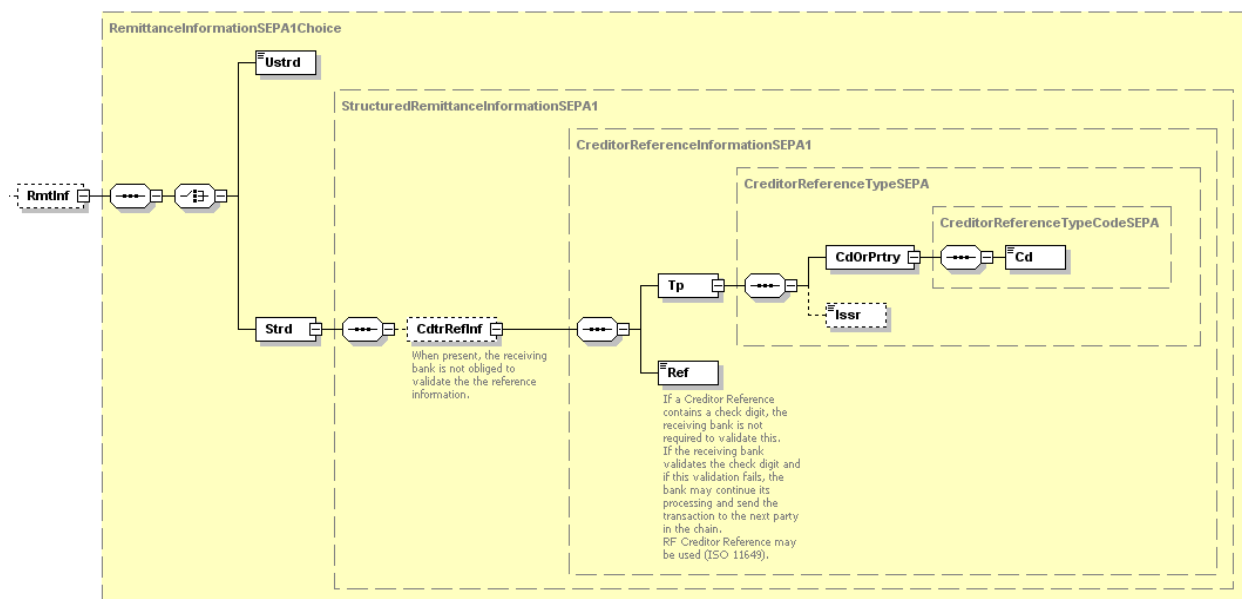 RemittanceInformationSEPA1Choice
Ustrd
StructuredRemittanceInformationSEPA1
CreditorReferenceInformationSEPA1
CreditorReferenceTypeSEPA
CreditorReferenceTypeCodeSEPA
RmtInf
CdOrPrtry
Cd
Tp
Issr
Strd
CdtrRefInf
When present, the receiving
bank is not obliged to
validate the the reference
information.
Ref
If a Creditor Reference
contains a check digit, the
receiving bank is not
required to validate this.
If the receiving bank
validates the check digit and
if this validation fails, the
bank may continue its
processing and send the
transaction to the next party
in the chain.
RF Creditor Reference may
be used (ISO 11649).